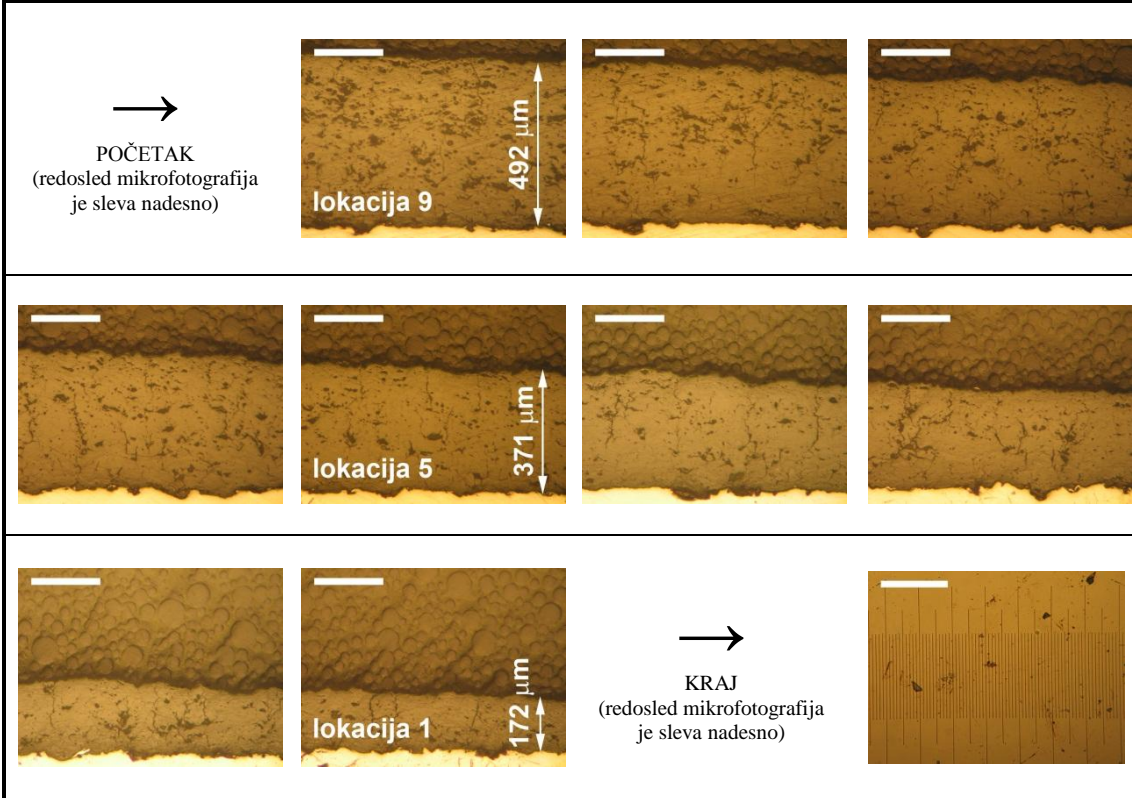 →
POČETAK
(redosled mikrofotografija
je sleva nadesno)
lokacija 9
492 μm
lokacija 5
371 μm
lokacija 1
172 μm
→
KRAJ
(redosled mikrofotografija
je sleva nadesno)